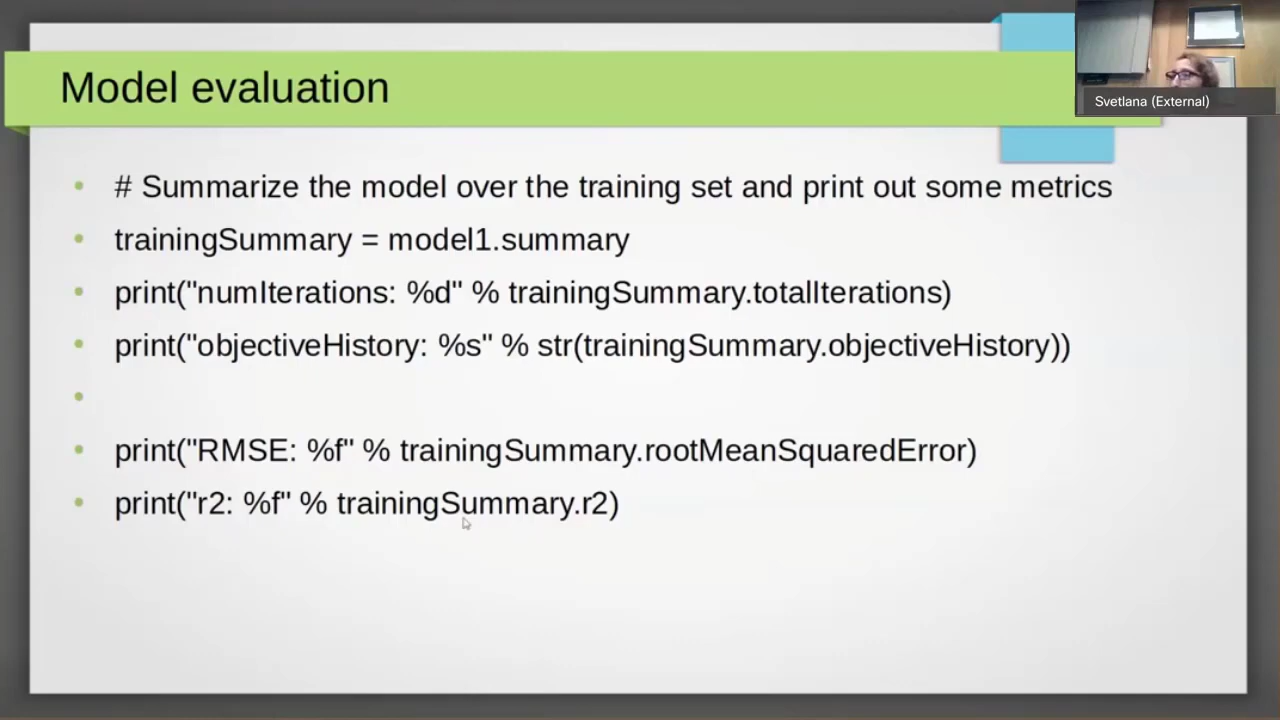 Model evaluation
Svetlana (External)
# Summarize the model over the training set and print out some metrics
trainingSummary = model1.summary
print("numIterations: %d" % trainingSummary.totalIterations)
print("objectiveHistory: %s" % str(trainingSummary.objectiveHistory))
print("RMSE: %f" % trainingSummary.rootMeanSquaredError)
print("r2: %f" % trainingSummary.r2)